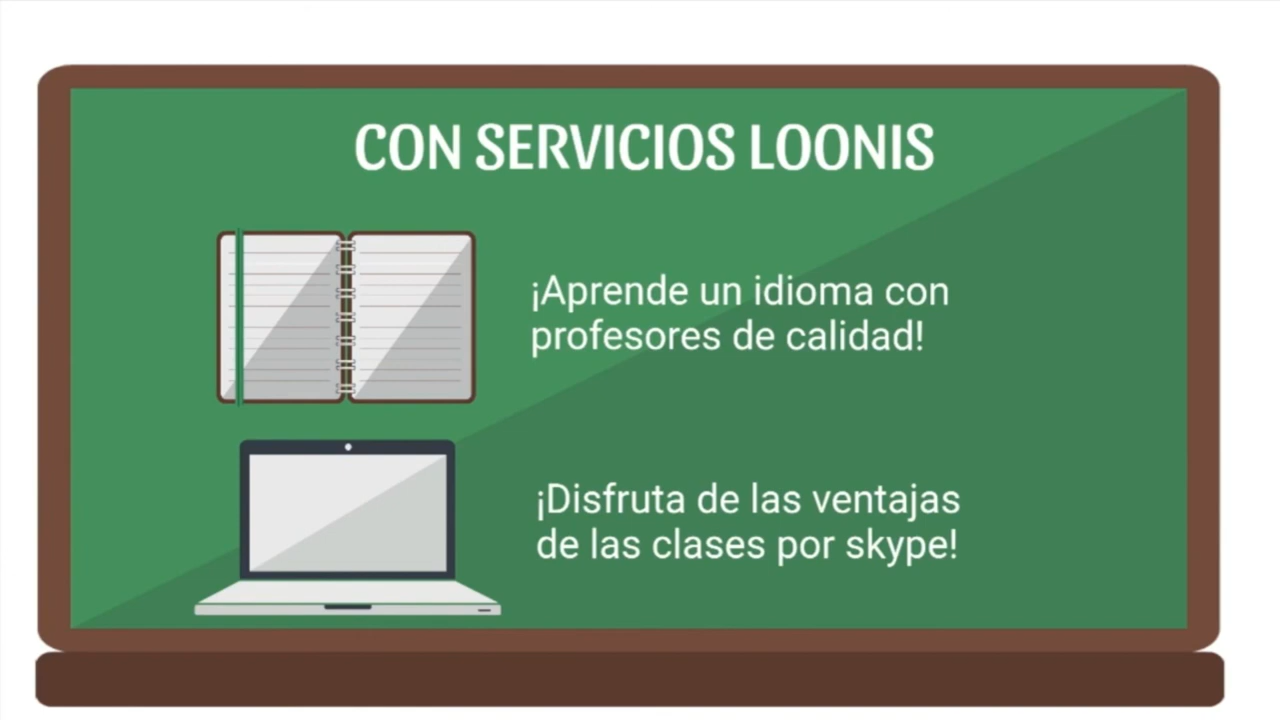 CON SERVICIOS LOONIS
¡Aprende un idioma con
profesores de calidad!
¡Disfruta de las ventajas
de las clases por skype!